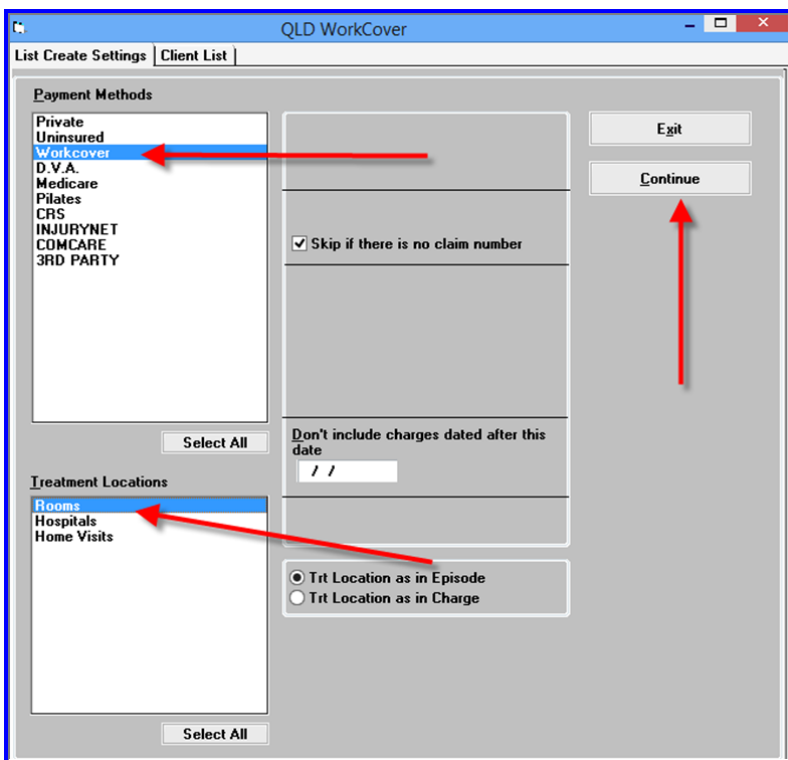 QLD WorkCover
List Create Settings
Client List
Payment Methods
Private
Uninsured
Workcover
D.V.A.
Medicare
Pilates
CRS
INJURYNET
COMCARE
3RD PARTY
Select All
Treatment Locations
Rooms
Hospitals
Home Visits
Select All
Skip if there is no claim number
Don't include charges dated after this
date
/ /
Trt Location as in Episode
Trt Location as in Charge
Exit
Continue